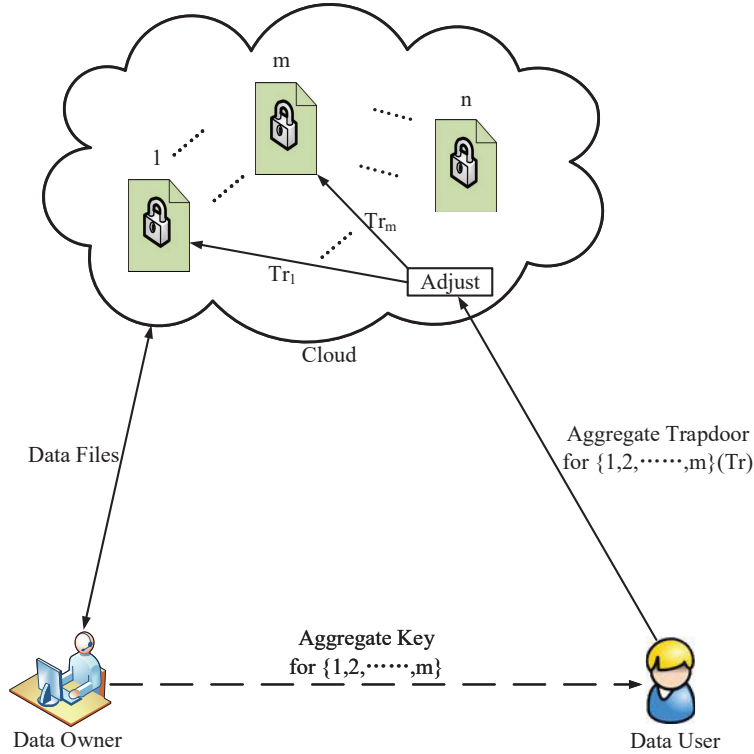 m
n
1
Tr_m
Tr_1
Adjust
Cloud
Aggregate Trapdoor
for {1,2,⋯⋯,m}(Tr)
Data Files
Aggregate Key
for {1,2,⋯⋯,m}
Data Owner
Data User